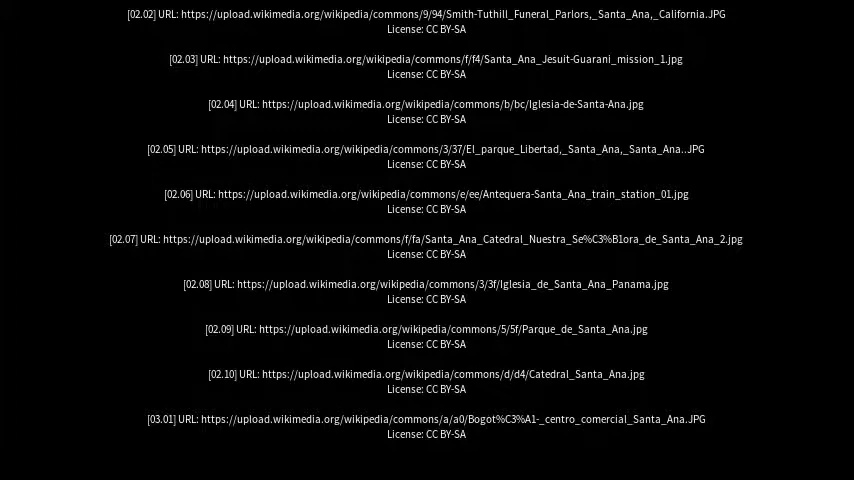 [02.02] URL: https://upload.wikimedia.org/wikipedia/commons/9/94/Smith-Tuthill_Funeral_Parlors,_Santa_Ana,_California.JPG
License: CC BY-SA
[02.03] URL: https://upload.wikimedia.org/wikipedia/commons/f/f4/Santa_Ana_Jesuit-Guarani_mission_1.jpg
License: CC BY-SA
[02.04] URL: https://upload.wikimedia.org/wikipedia/commons/b/bc/Iglesia-de-Santa-Ana.jpg
License: CC BY-SA
[02.05] URL: https://upload.wikimedia.org/wikipedia/commons/3/37/El_parque_Libertad,_Santa_Ana,_Santa_Ana..JPG
License: CC BY-SA
[02.06] URL: https://upload.wikimedia.org/wikipedia/commons/e/ee/Antequera-Santa_Ana_train_station_01.jpg
License: CC BY-SA
[02.07] URL: https://upload.wikimedia.org/wikipedia/commons/f/fa/Santa_Ana_Catedral_Nuestra_Se%C3%B1ora_de_Santa_Ana_2.jpg
License: CC BY-SA
[02.08] URL: https://upload.wikimedia.org/wikipedia/commons/3/3f/Iglesia_de_Santa_Ana_Panama.jpg
License: CC BY-SA
[02.09] URL: https://upload.wikimedia.org/wikipedia/commons/5/5f/Parque_de_Santa_Ana.jpg
License: CC BY-SA
[02.10] URL: https://upload.wikimedia.org/wikipedia/commons/d/d4/Catedral_Santa_Ana.jpg
License: CC BY-SA
[03.01] URL: https://upload.wikimedia.org/wikipedia/commons/a/a0/Bogot%C3%A1-_centro_comercial_Santa_Ana.JPG
License: CC BY-SA